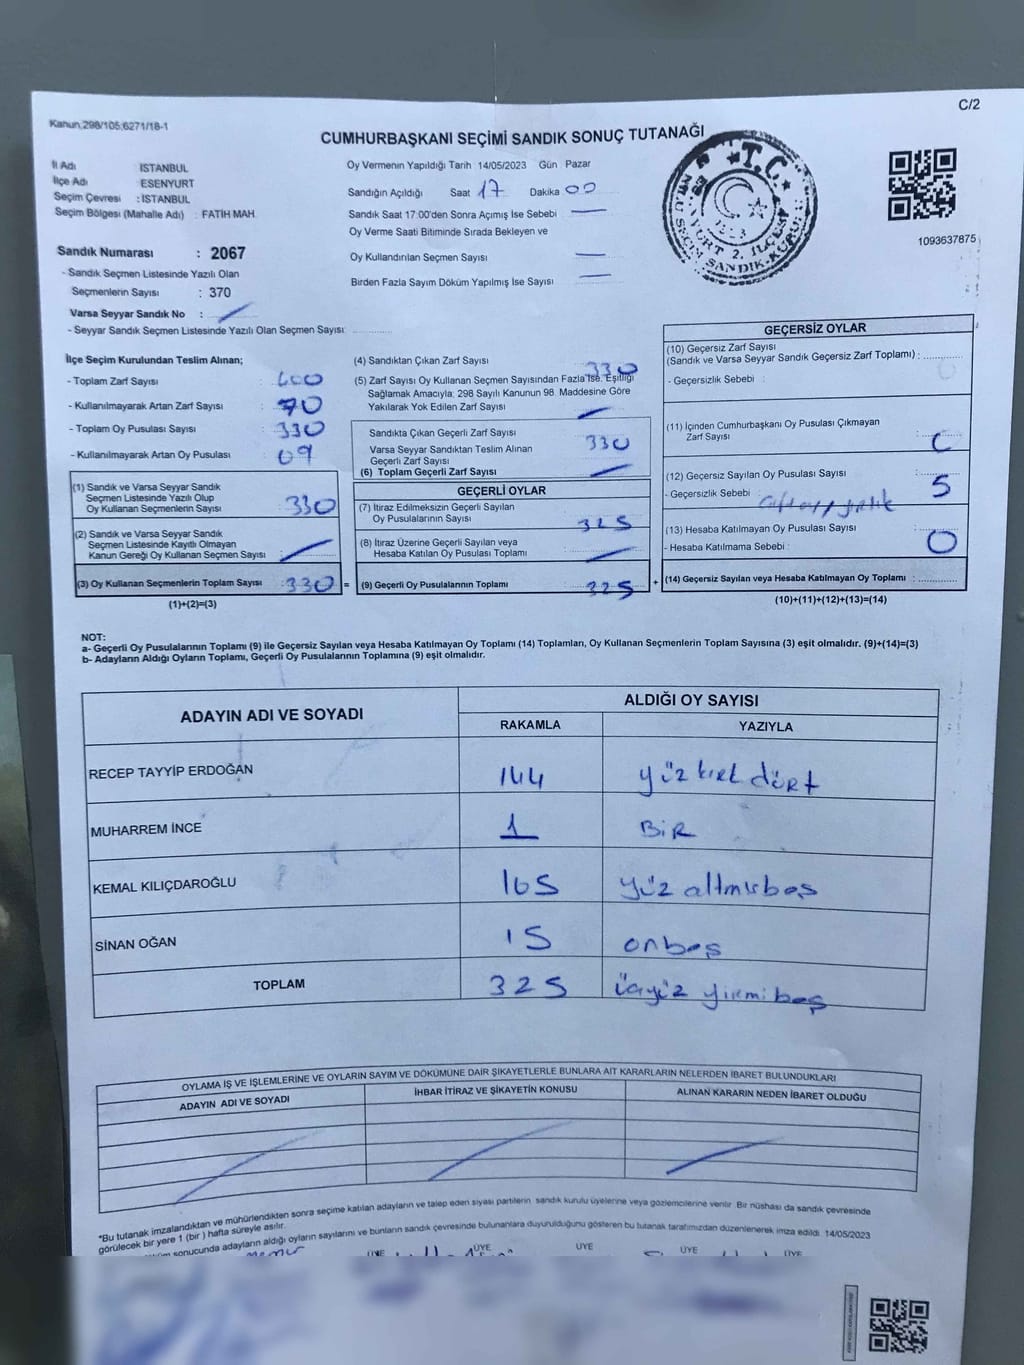 C/2
Kanun;298/105;6271/18-1
CUMHURBAŞKANI SEÇİMİ SANDIK SONUÇ TUTANAĞI
İl Adı İSTANBUL
İlçe Adı ESENYURT
Seçim Çevresi : İSTANBUL
Seçim Bölgesi (Mahalle Adı) : FATİH MAH.
Sandık Numarası : 2067
- Sandık Seçmen Listesinde Yazılı Olan
Seçmenlerin Sayısı : 370
Varsa Seyyar Sandık No :
- Seyyar Sandık Seçmen Listesinde Yazılı Olan Seçmen Sayısı:
Oy Vermenin Yapıldığı Tarih 14/05/2023 Gün Pazar
Sandığın Açıldığı Saat 17 Dakika 00
Sandık Saat 17:00'den Sonra Açımış İse Sebebi
Oy Verme Saati Bitiminde Sırada Bekleyen ve
Oy Kullandırılan Seçmen Sayısı
Birden Fazla Sayım Döküm Yapılmış İse Sayısı
T.C.
1093637875
İlçe Seçim Kurulundan Teslim Alınan;
- Toplam Zarf Sayısı : 400
- Kullanılmayarak Artan Zarf Sayısı : 70
- Toplam Oy Pusulası Sayısı : 330
- Kullanılmayarak Artan Oy Pusulası : 09
(1) Sandık ve Varsa Seyyar Sandık
Seçmen Listesinde Yazılı Olup
Oy Kullanan Seçmenlerin Sayısı : 330
(2) Sandık ve Varsa Seyyar Sandık
Seçmen Listesinde Kayıtlı Olmayan
Kanun Gereği Oy Kullanan Seçmen Sayısı
(3) Oy Kullanan Seçmenlerin Toplam Sayısı : 330 =
(1)+(2)=(3)
(4) Sandıktan Çıkan Zarf Sayısı 330
(5) Zarf Sayısı Oy Kullanan Seçmen Sayısından Fazla İse, Eşitliği
Sağlamak Amacıyla; 298 Sayılı Kanunun 98. Maddesine Göre
Yakılarak Yok Edilen Zarf Sayısı
Sandıkta Çıkan Geçerli Zarf Sayısı 330
Varsa Seyyar Sandıktan Teslim Alınan
Geçerli Zarf Sayısı
(6) Toplam Geçerli Zarf Sayısı
GEÇERLİ OYLAR
(7) İtiraz Edilmeksizin Geçerli Sayılan
Oy Pusulalarının Sayısı 325
(8) İtiraz Üzerine Geçerli Sayılan veya
Hesaba Katılan Oy Pusulası Toplamı
(9) Geçerli Oy Pusulalarının Toplamı 325 +
GEÇERSİZ OYLAR
(10) Geçersiz Zarf Sayısı
(Sandık ve Varsa Seyyar Sandık Geçersiz Zarf Toplamı) :
- Geçersizlik Sebebi :
(11) İçinden Cumhurbaşkanı Oy Pusulası Çıkmayan
Zarf Sayısı
(12) Geçersiz Sayılan Oy Pusulası Sayısı 5
- Geçersizlik Sebebi
(13) Hesaba Katılmayan Oy Pusulası Sayısı 0
- Hesaba Katılmama Sebebi :
(14) Geçersiz Sayılan veya Hesaba Katılmayan Oy Toplamı :
(10)+(11)+(12)+(13)=(14)
NOT:
a- Geçerli Oy Pusulalarının Toplamı (9) ile Geçersiz Sayılan veya Hesaba Katılmayan Oy Toplamı (14) Toplamları, Oy Kullanan Seçmenlerin Toplam Sayısına (3) eşit olmalıdır. (9)+(14)=(3)
b- Adayların Aldığı Oyların Toplamı, Geçerli Oy Pusulalarının Toplamına (9) eşit olmalıdır.
ADAYIN ADI VE SOYADI ALDIĞI OY SAYISI
RAKAMLA YAZIYLA
RECEP TAYYİP ERDOĞAN 144 yüz kırk dört
MUHARREM İNCE 1 BİR
KEMAL KILIÇDAROĞLU 165 yüz altmışbeş
SİNAN OĞAN 15 onbeş
TOPLAM 325 üçyüz yirmi beş
OYLAMA İŞ VE İŞLEMLERİNE VE OYLARIN SAYIM VE DÖKÜMÜNE DAİR ŞİKAYETLERLE BUNLARA AİT KARARLARIN NELERDEN İBARET BULUNDUKLARI
ADAYIN ADI VE SOYADI İHBAR İTİRAZ VE ŞİKAYETİN KONUSU ALINAN KARARIN NEDEN İBARET OLDUĞU
*Bu tutanak imzalandıktan ve mühürlendikten sonra seçime katılan adayların ve talep eden siyasi partilerin sandık kurulu üyelerine veya gözlemcilerine verilir. Bir nüshası da sandık çevresinde
görülecek bir yere 1 (bir) hafta süreyle asılır.
sonucunda adayların aldığı oyların sayılarını ve bunların sandık çevresinde bulunanlara duyurulduğunu gösteren bu tutanak tarafımızdan düzenlenerek imza edildi. 14/05/2023
ÜYE ÜYE ÜYE ÜYE ÜYE